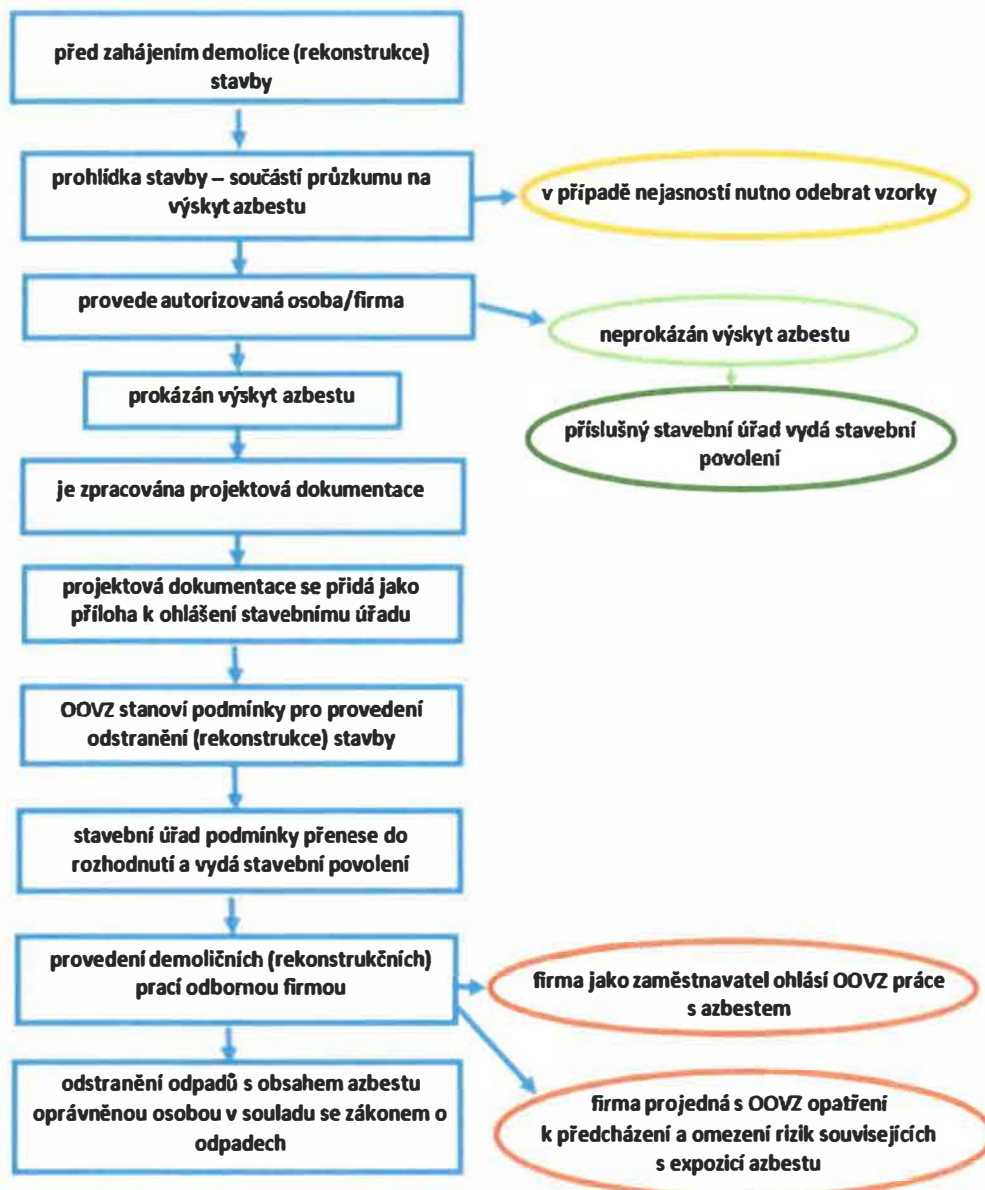 před zahájením demolice (rekonstrukce)
stavby
prohlídka stavby – součástí průzkumu na
výskyt azbestu
v případě nejasností nutno odebrat vzorky
provede autorizovaná osoba/firma
neprokázán výskyt azbestu
prokázán výskyt azbestu
příslušný stavební úřad vydá stavební
povolení
je zpracována projektová dokumentace
projektová dokumentace se přidá jako
příloha k ohlášení stavebnímu úřadu
OOVZ stanoví podmínky pro provedení
odstranění (rekonstrukce) stavby
stavební úřad podmínky přenese do
rozhodnutí a vydá stavební povolení
provedení demoličních (rekonstrukčních)
prací odbornou firmou
firma jako zaměstnavatel ohlásí OOVZ práce
s azbestem
odstranění odpadů s obsahem azbestu
oprávněnou osobou v souladu se zákonem o
odpadech
firma projedná s OOVZ opatření
k předcházení a omezení rizik souvisejících
s expozicí azbestu